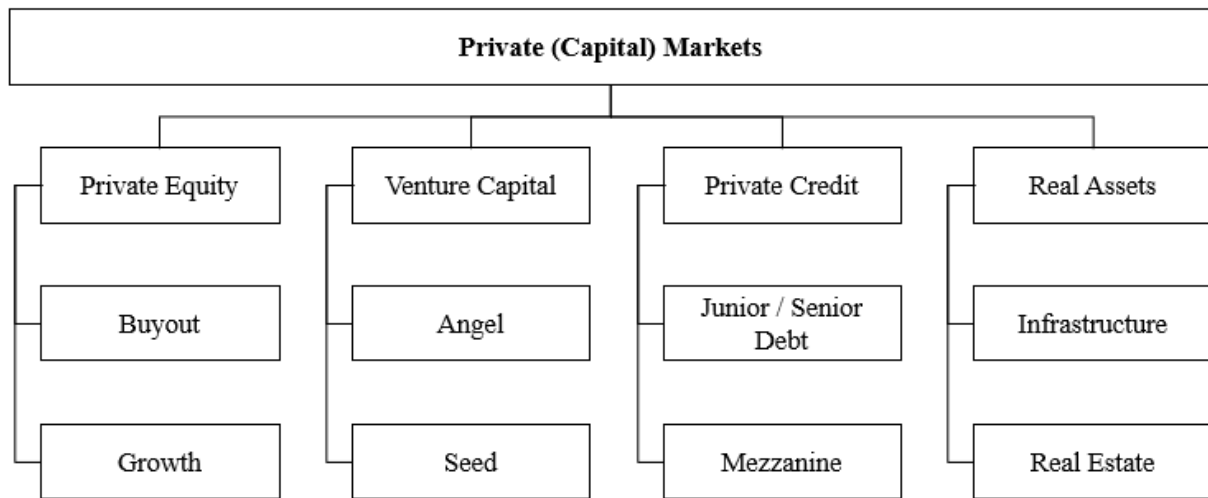 Private (Capital) Markets
Private Equity
Venture Capital
Private Credit
Real Assets
Buyout
Angel
Junior / Senior
Debt
Infrastructure
Growth
Seed
Mezzanine
Real Estate